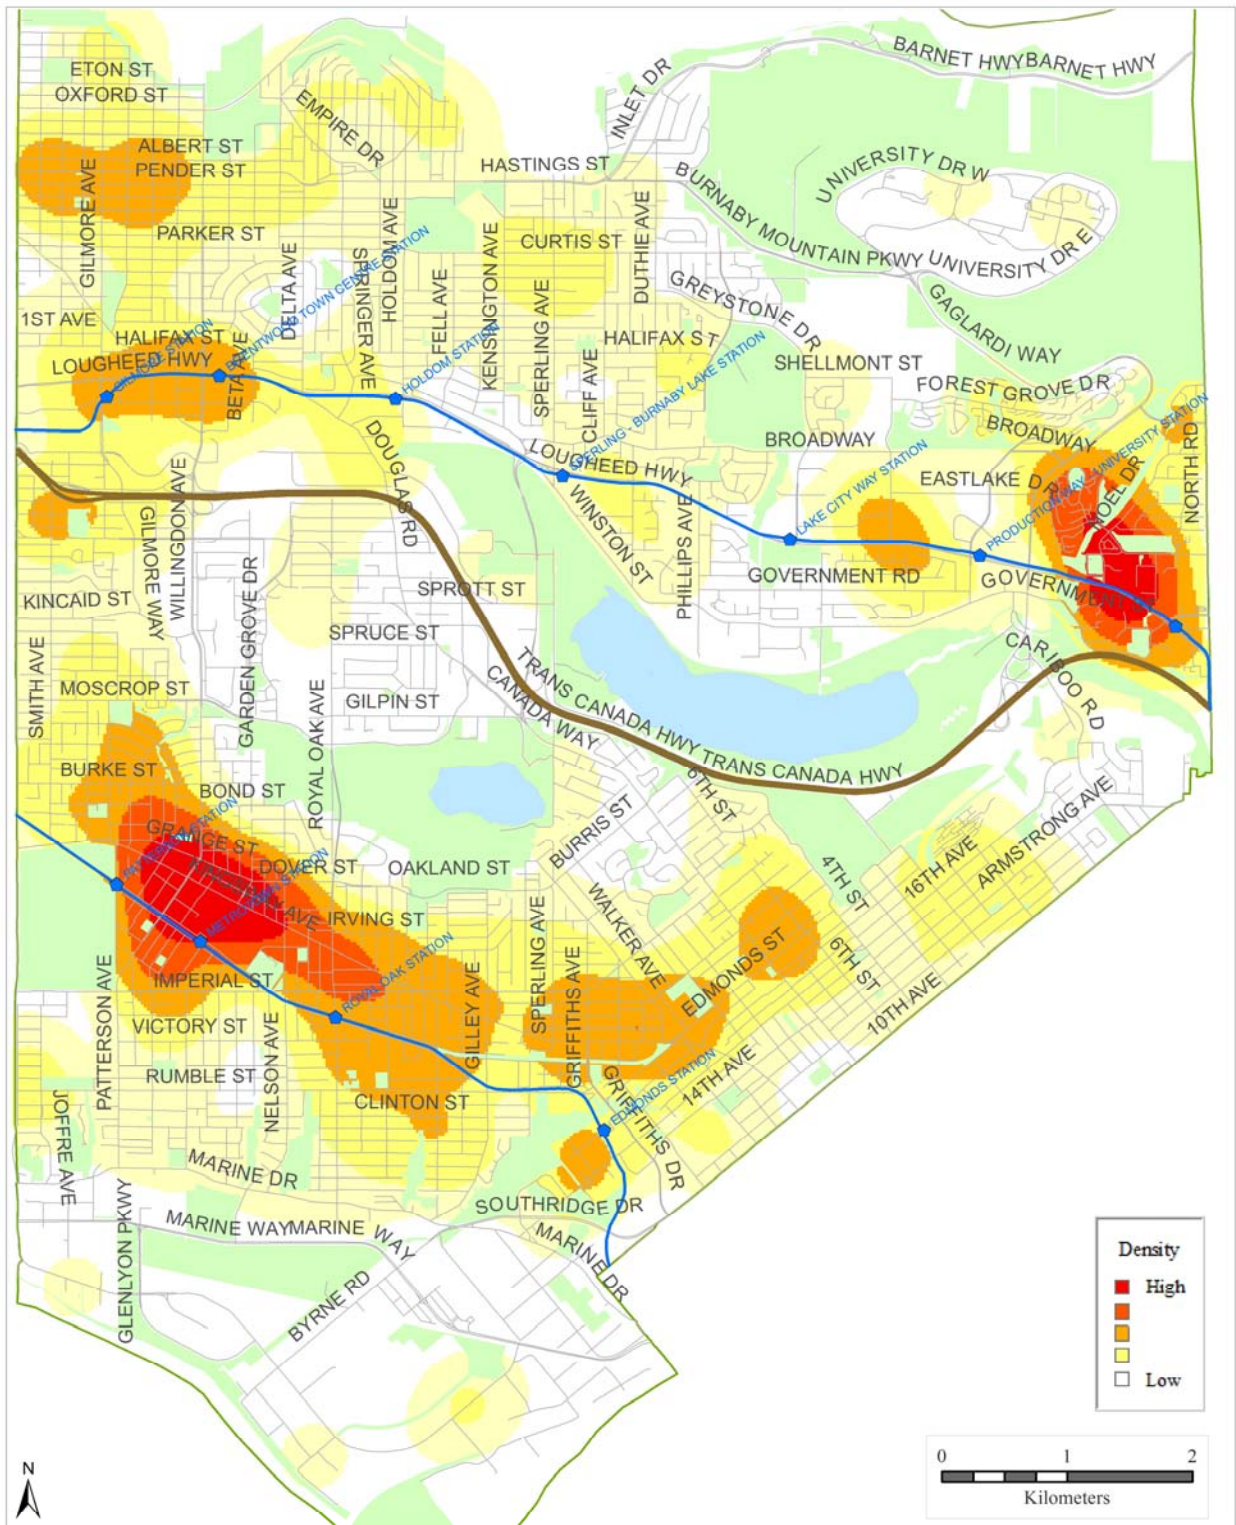 BARNET HWY
BARNET HWY
ETON ST
OXFORD ST
INLET DR
EMPIRE DR
ALBERT ST
PENDER ST
HASTINGS ST
UNIVERSITY DR W
GILMORE AVE
BURNABY MOUNTAIN PKWY
DUTHIE AVE
HOLDOM AVE
PARKER ST
CURTIS ST
UNIVERSITY DR E
DELTA AVE
SPRINGER AVE
BRENTWOOD TOWN CENTRE STATION
FELL AVE
KENSINGTON AVE
SPERLING AVE
GREYSTONE DR
GAGLARDI WAY
1ST AVE
HALIFAX ST
GILMORE STATION
LOUGHEED HWY
BETA AVE
HOLDOM STATION
CLIFF AVE
HALIFAX ST
SPERLING - BURNABY LAKE STATION
SHELLMONT ST
FOREST GROVE DR
BROADWAY
BROADWAY
NORTH RD
DOUGLAS RD
LOUGHEED HWY
LAKE CITY WAY STATION
EASTLAKE DR
PRODUCTION WAY - UNIVERSITY STATION
NOEL DR
WILLINGDON AVE
GILMORE WAY
WINSTON ST
PHILLIPS AVE
GOVERNMENT RD
GARDEN GROVE DR
SPROTT ST
KINCAID ST
SPRUCE ST
CARIBOO RD
SMITH AVE
MOSCROP ST
GILPIN ST
ROYAL OAK AVE
CANADA WAY
TRANS CANADA HWY
TRANS CANADA HWY
BURKE ST
BOND ST
6TH ST
BURRIS ST
ARMSTRONG AVE
16TH AVE
GRANGE ST
PATTERSON STATION
DOVER ST
OAKLAND ST
4TH ST
METROTOWN STATION
IRVING ST
WALKER AVE
SPERLING AVE
GRIFFITHS AVE
EDMONDS ST
6TH ST
10TH AVE
IMPERIAL ST
ROYAL OAK STATION
GILLEY AVE
PATTERSON AVE
VICTORY ST
NELSON AVE
RUMBLE ST
14TH AVE
EDMONDS STATION
GRIFFITHS DR
CLINTON ST
JOFFRE AVE
MARINE DR
SOUTHRIDGE DR
GLENLYON PKWY
MARINE WAY
MARINE WAY
MARINE DR
BYRNE RD
Density
High
Low
0 1 2
Kilometers
N